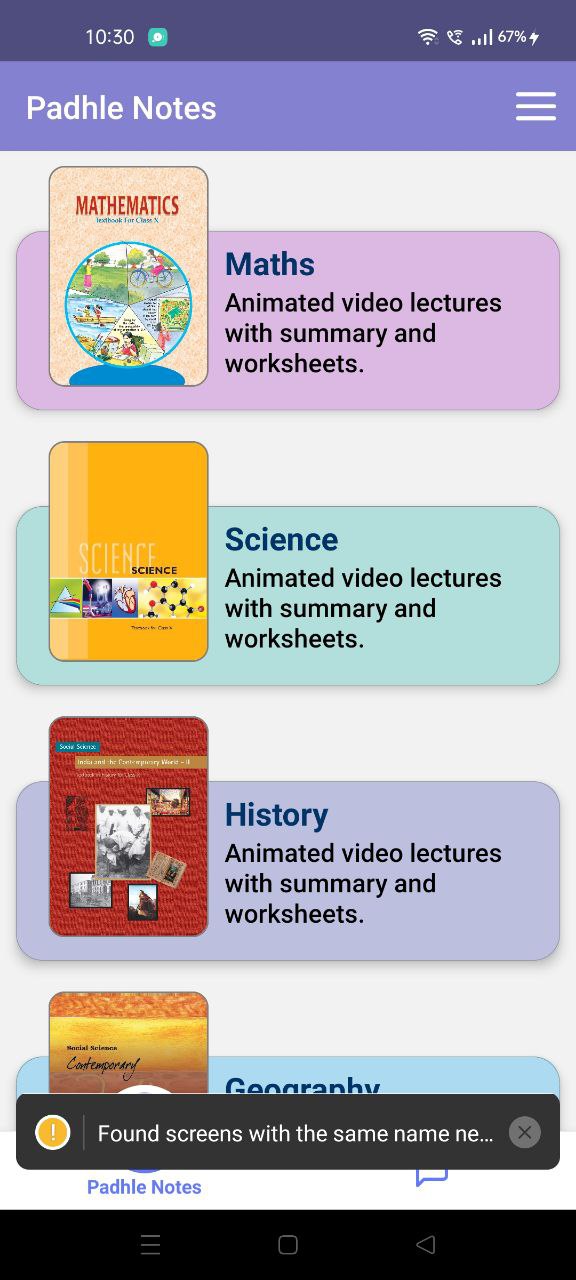 10:30
67%
Padhle Notes
MATHEMATICS
Textbook for Class X
Maths
Animated video lectures
with summary and
worksheets.
SCIENCE
SCIENCE
Textbook for Class X
Science
Animated video lectures
with summary and
worksheets.
Social Science
India and the Contemporary World – II
Textbook in History for Class X
History
Animated video lectures
with summary and
worksheets.
Social Science
Contemporary
Geography
Found screens with the same name ne...
Padhle Notes